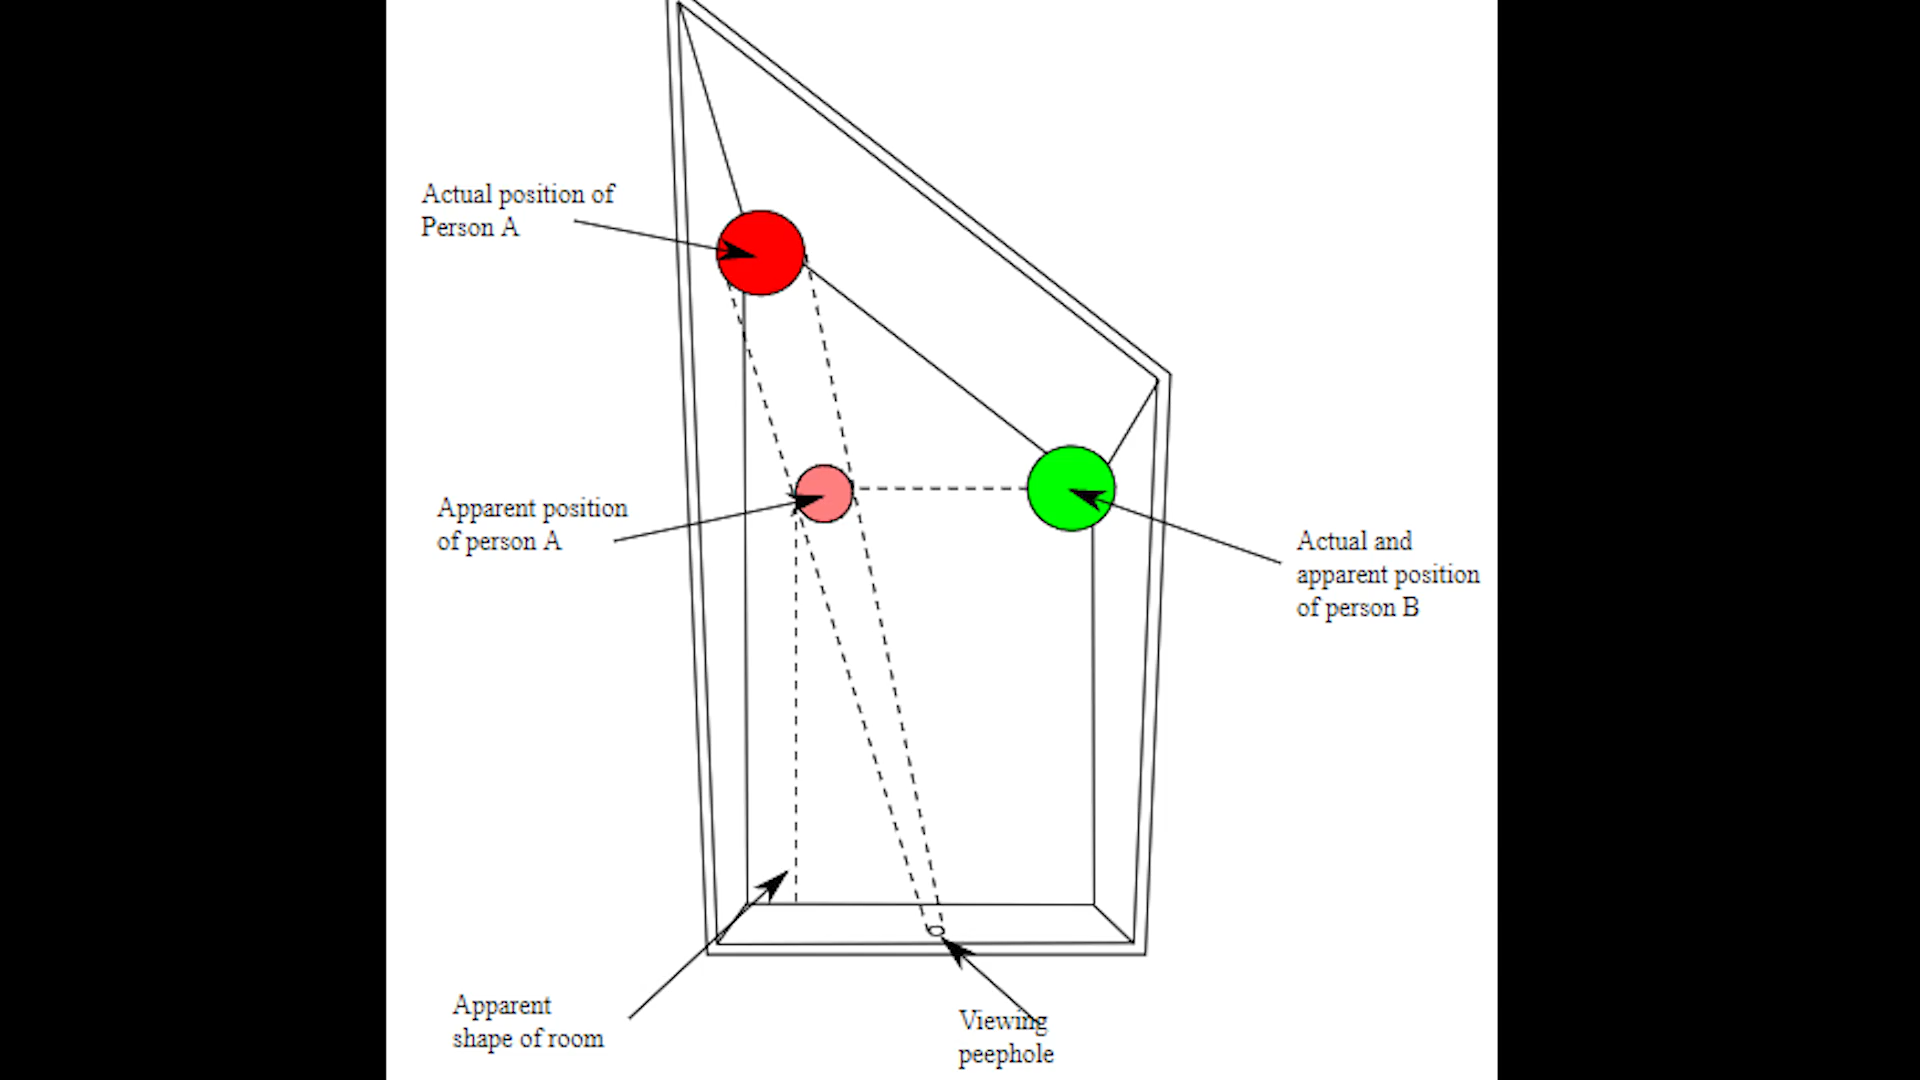 Actual position of
Person A
Apparent position
of person A
Actual and
apparent position
of person B
Apparent
shape of room
Viewing
peephole